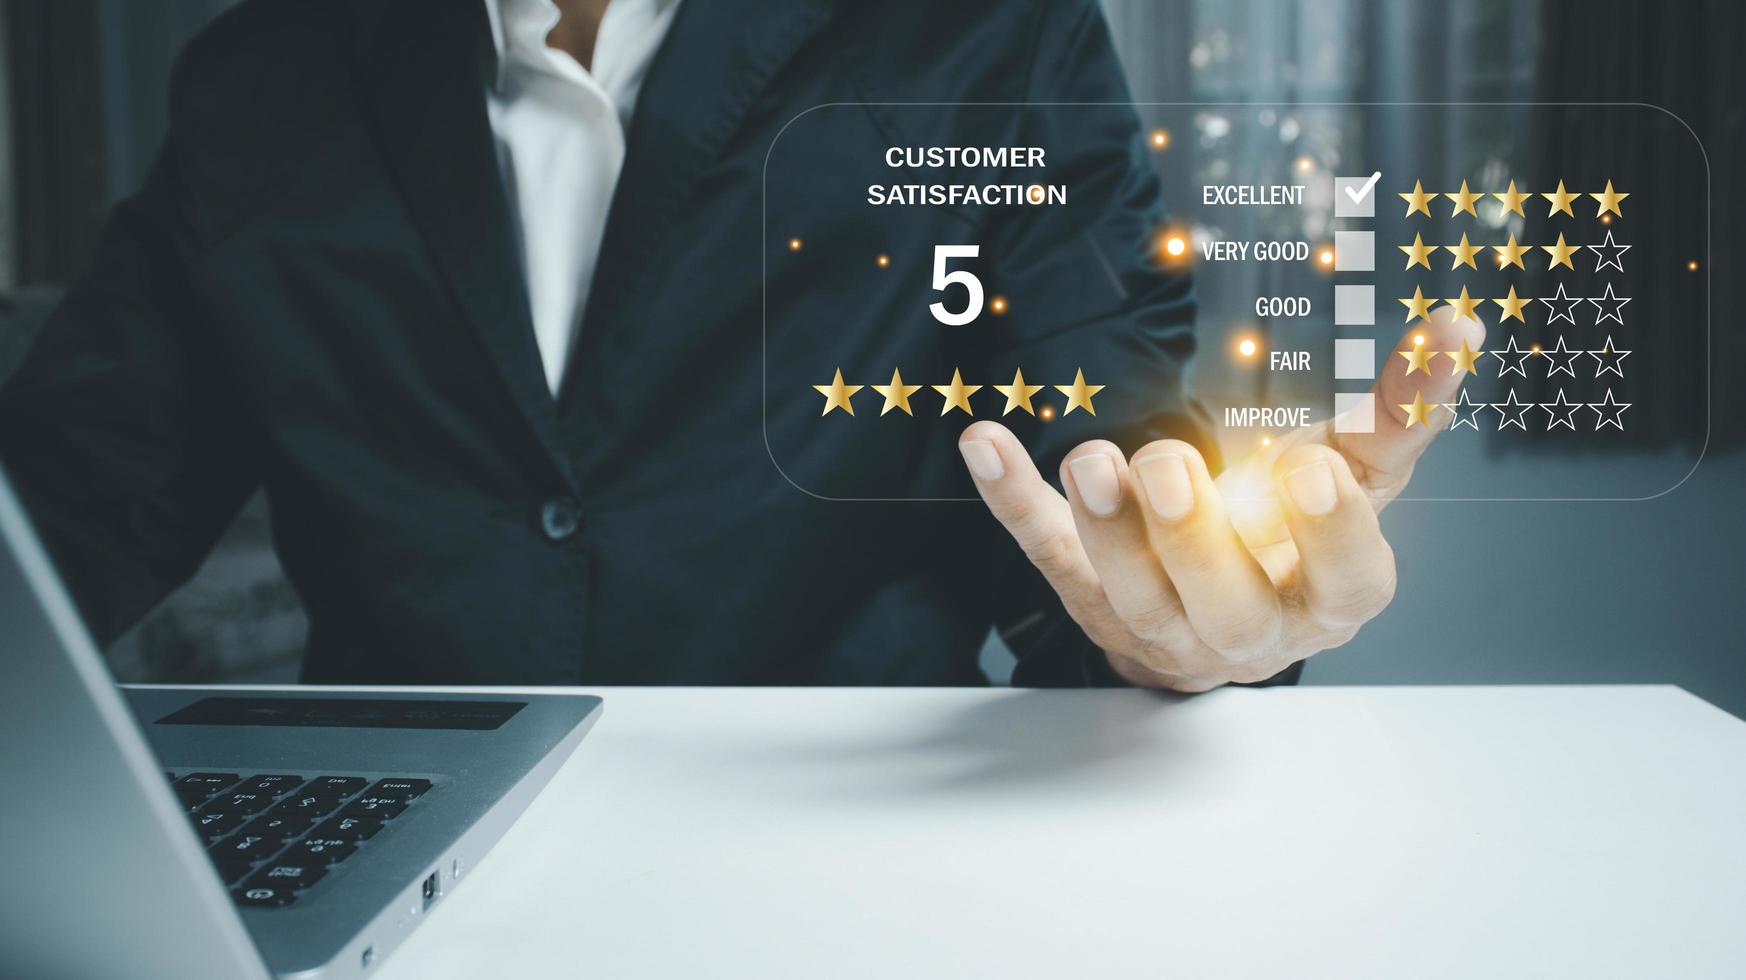 CUSTOMER
SATISFACTION
5
EXCELLENT
VERY GOOD
GOOD
FAIR
IMPROVE